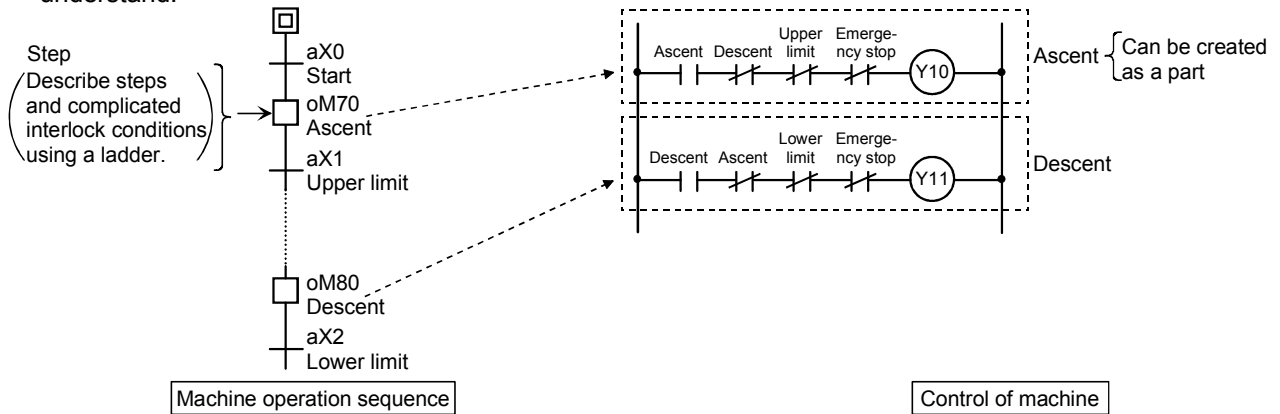 understand.
Step
Describe steps
and complicated
interlock conditions
using a ladder.
aX0
Start
oM70
Ascent
aX1
Upper limit
oM80
Descent
aX2
Lower limit
Machine operation sequence
Ascent Descent Upper limit Emerge-
ncy stop
Y10
Ascent
Can be created
as a part
Descent Ascent Lower limit Emerge-
ncy stop
Y11
Descent
Control of machine